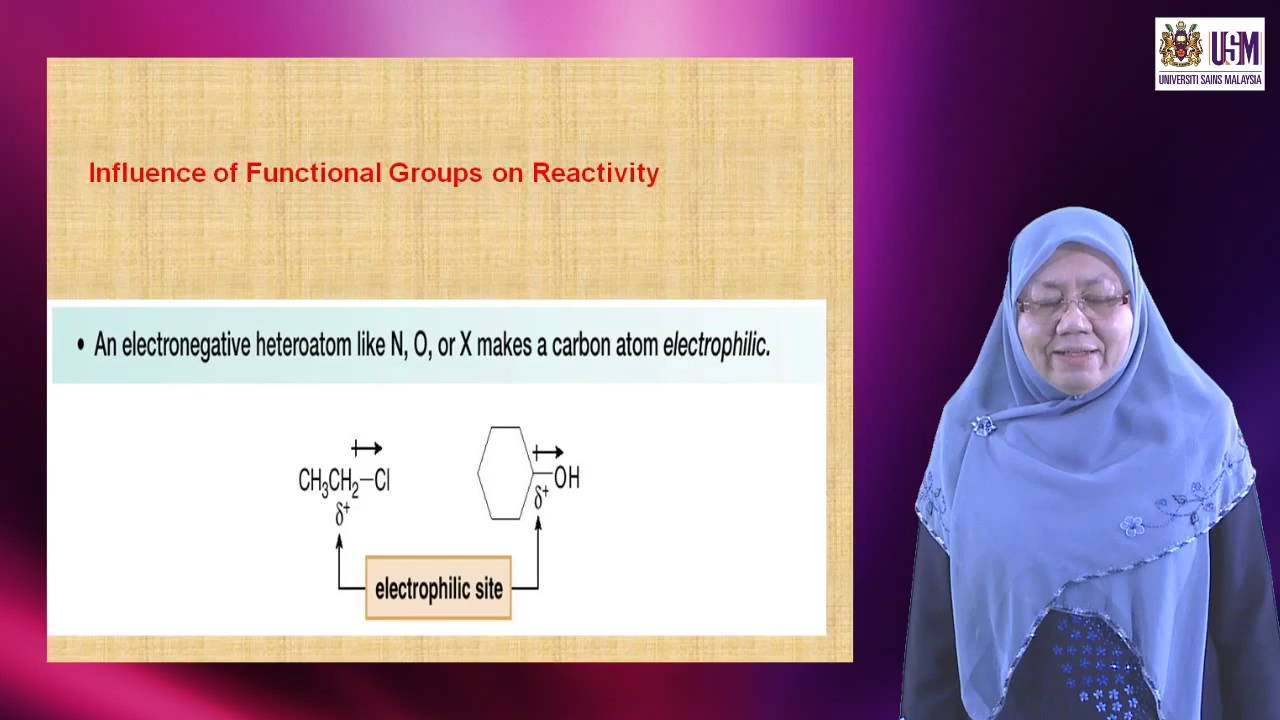 USM
UNIVERSITI SAINS MALAYSIA
Influence of Functional Groups on Reactivity
• An electronegative heteroatom like N, O, or X makes a carbon atom electrophilic.
CH₃CH₂—Cl
—OH
δ⁺
δ⁺
electrophilic site